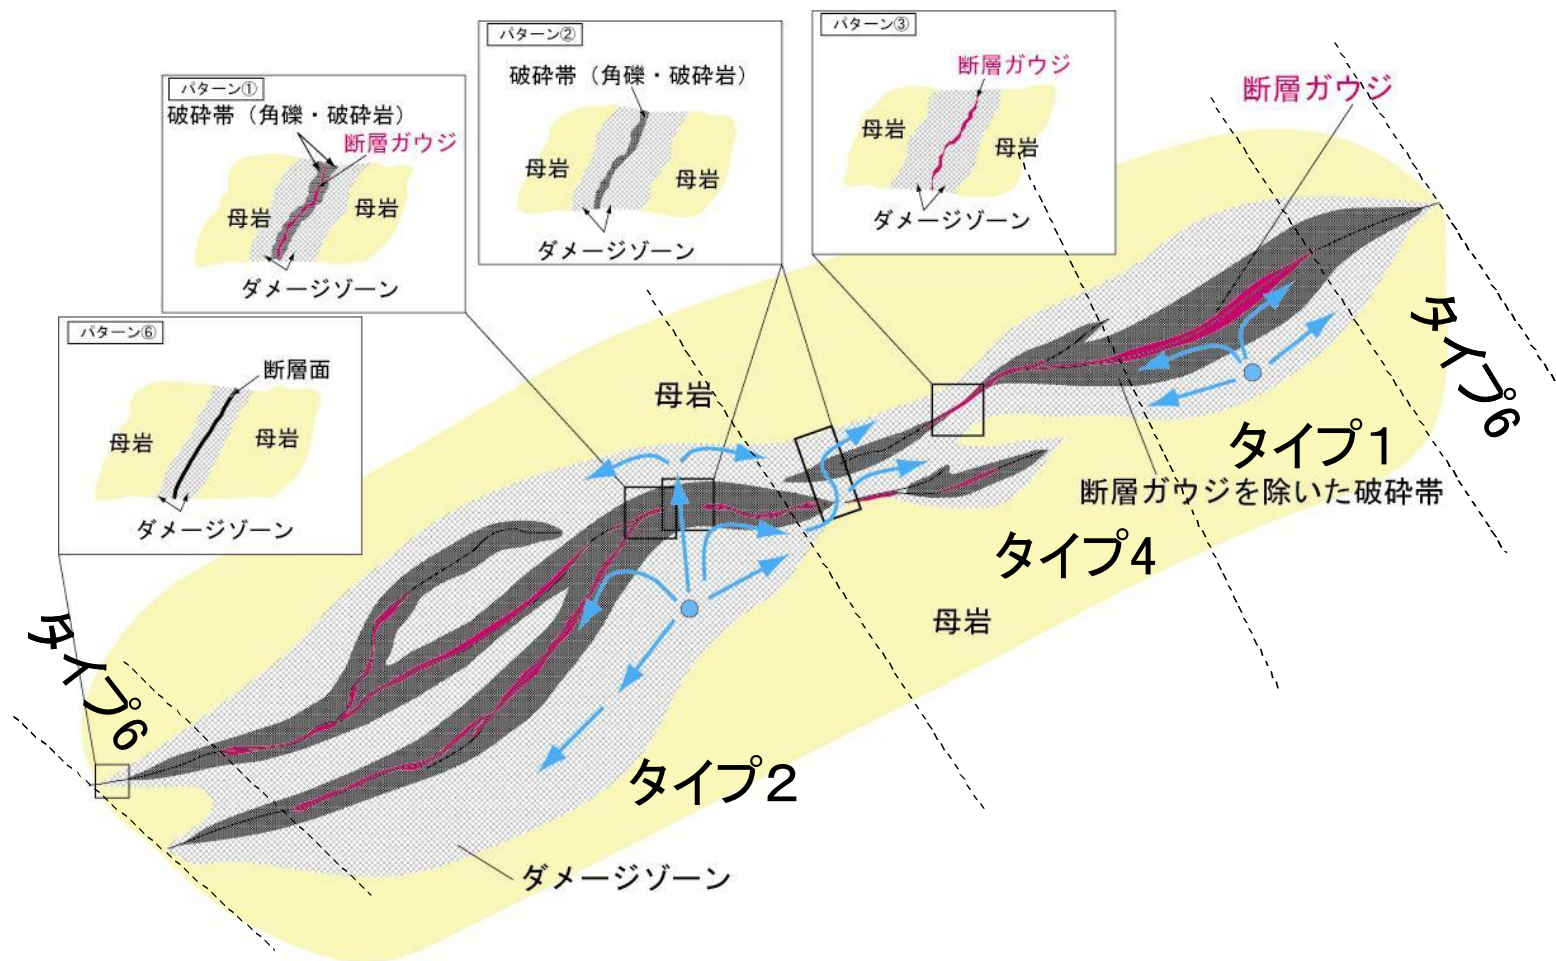 パターン①
破砕帯（角礫・破砕岩）
断層ガウジ
母岩
母岩
ダメージゾーン
パターン②
破砕帯（角礫・破砕岩）
母岩
母岩
ダメージゾーン
パターン③
断層ガウジ
母岩
母岩
ダメージゾーン
パターン⑥
断層面
母岩
母岩
ダメージゾーン
断層ガウジ
タイプ6
母岩
タイプ1
断層ガウジを除いた破砕帯
タイプ4
母岩
タイプ6
タイプ2
ダメージゾーン